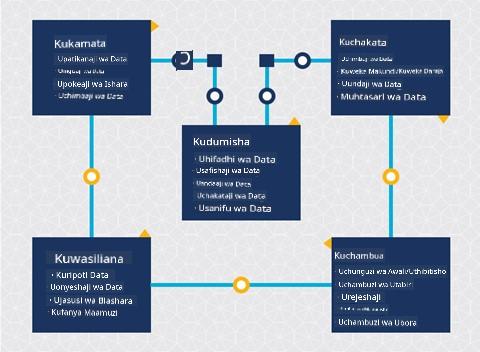 Kukamata
Upatikanaji wa Data
wa Data
Upokeaji wa Ishara
Uchimbaji wa Data
Kuchakata
wa Data
Kuweka Makundi/Kuweka Daraja
Uundaji wa Data
Muhtasari wa Data
Kudumisha
· Uhifadhi wa Data
· Usafishaji wa Data
· Uandaaji wa Data
· Uchakataji wa Data
· Usanifu wa Data
Kuwasiliana
· Kuripoti Data
Uonyeshaji wa Data
· Ujasusi wa Biashara
· Kufanya Maamuzi
Kuchambua
· Uchunguzi wa Awali/Uthibitisho
Uchambuzi wa Utabiri
· Urejeshaji
Uchambuzi wa Ubora